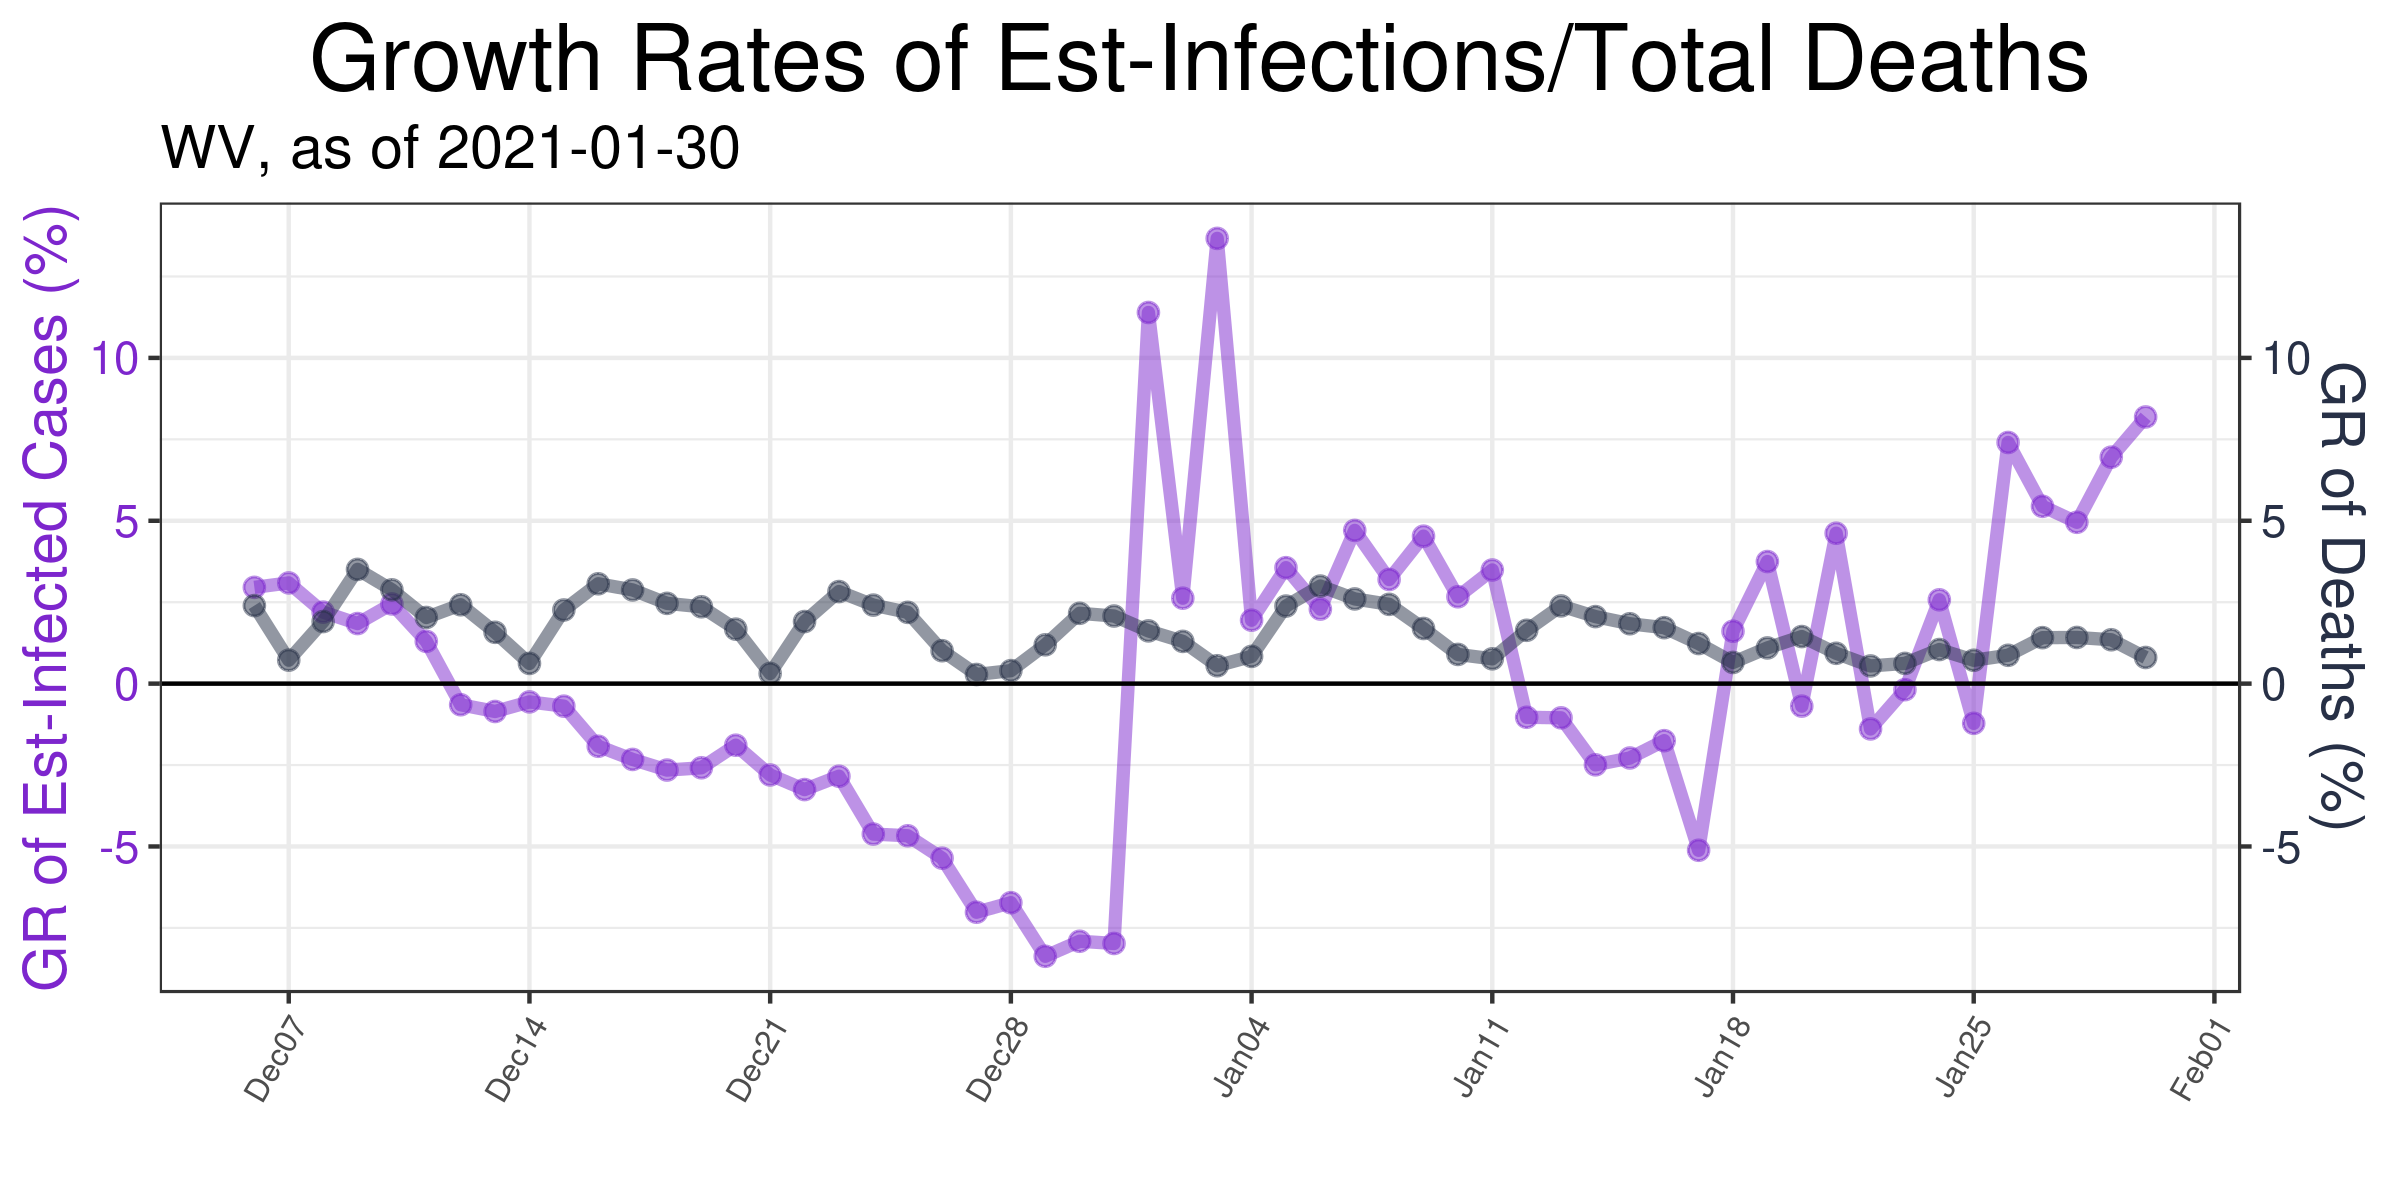 Growth Rates of Est-Infections/Total Deaths
WV, as of 2021-01-30
GR of Est-Infected Cases (%)
10
5
0
-5
10
5
0
-5
GR of Deaths (%)
Dec07
Dec14
Dec21
Dec28
Jan04
Jan11
Jan18
Jan25
Feb01